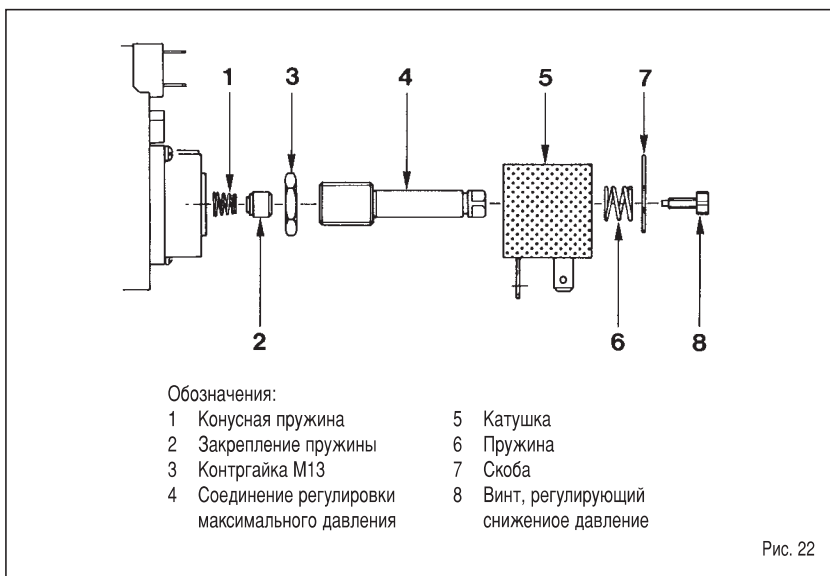 1 3 4 5 7
2 6 8
Обозначения:
1 Конусная пружина
2 Закрепление пружины
3 Контргайка М13
4 Соединение регулировки
максимального давления
5 Катушка
6 Пружина
7 Скоба
8 Винт, регулирующий
снижениое давление
Рис. 22